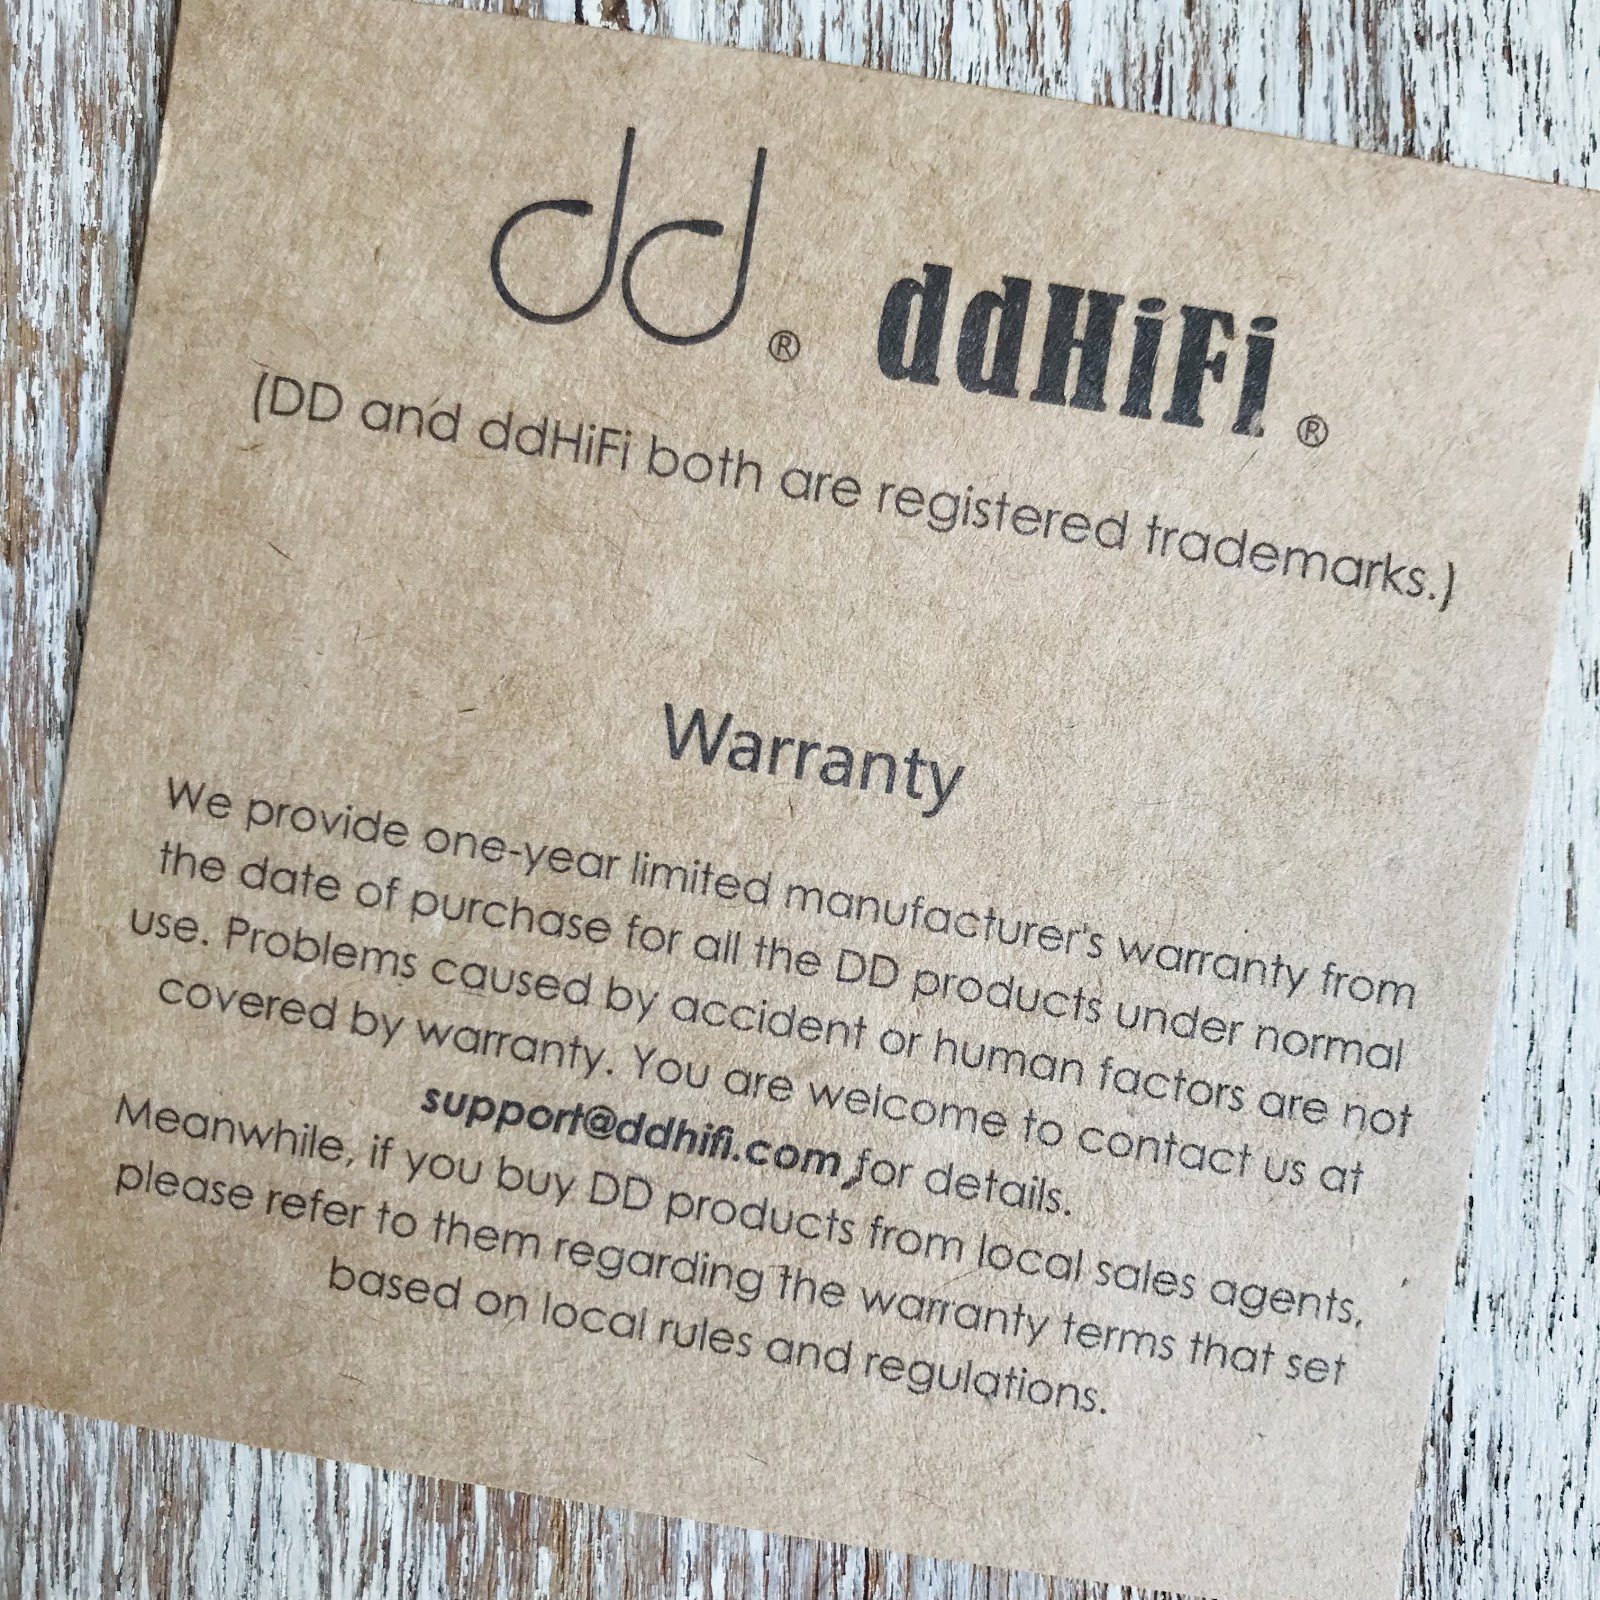 dd® ddHiFi®
(DD and ddHiFi both are registered trademarks.)
Warranty
We provide one-year limited manufacturer's warranty from
the date of purchase for all the DD products under normal
use. Problems caused by accident or human factors are not
covered by warranty. You are welcome to contact us at
support@ddhifi.com for details.
Meanwhile, if you buy DD products from local sales agents,
please refer to them regarding the warranty terms that set
based on local rules and regulations.